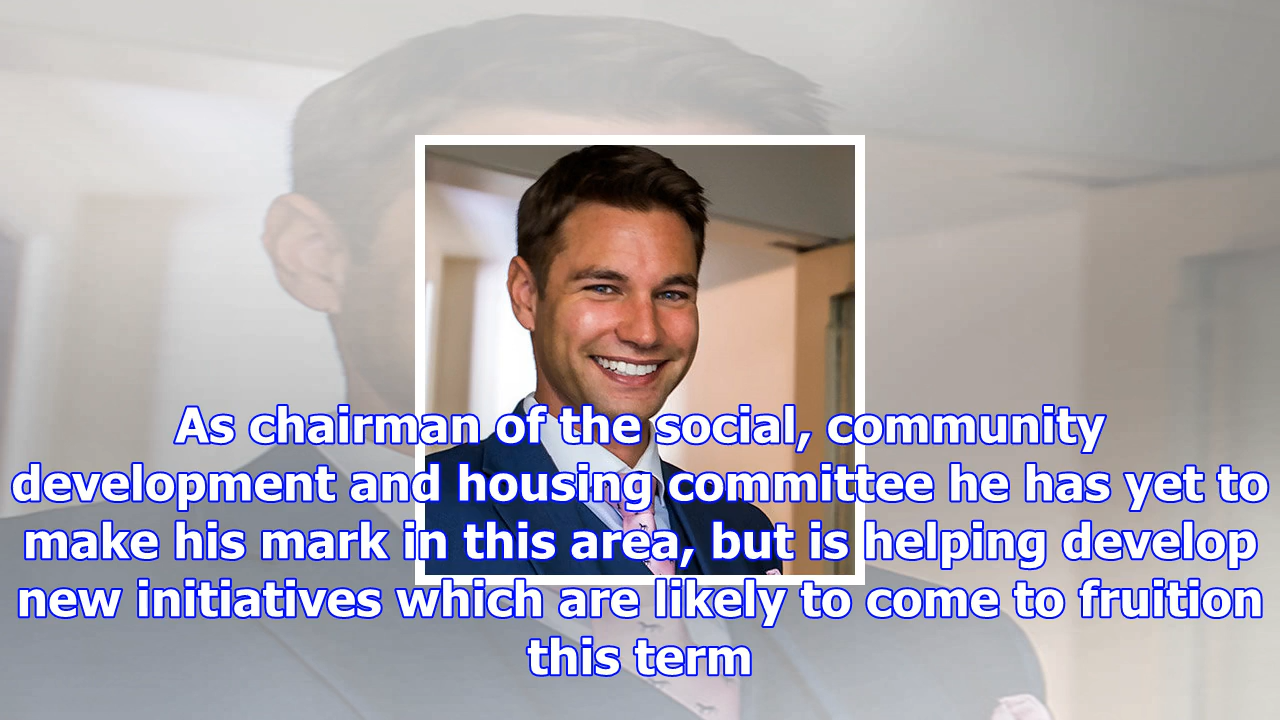 As chairman of the social, community
development and housing committee he has yet to
make his mark in this area, but is helping develop
new initiatives which are likely to come to fruition
this term